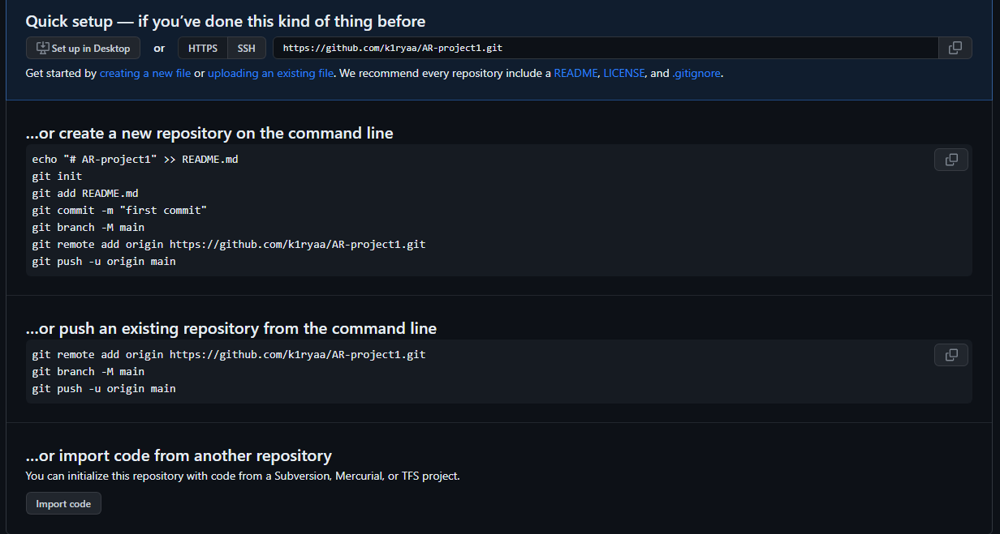 Quick setup — if you’ve done this kind of thing before
Set up in Desktop or HTTPS SSH https://github.com/k1ryaa/AR-project1.git
Get started by creating a new file or uploading an existing file. We recommend every repository include a README, LICENSE, and .gitignore.
…or create a new repository on the command line
echo "# AR-project1" >> README.md
git init
git add README.md
git commit -m "first commit"
git branch -M main
git remote add origin https://github.com/k1ryaa/AR-project1.git
git push -u origin main
…or push an existing repository from the command line
git remote add origin https://github.com/k1ryaa/AR-project1.git
git branch -M main
git push -u origin main
…or import code from another repository
You can initialize this repository with code from a Subversion, Mercurial, or TFS project.
Import code